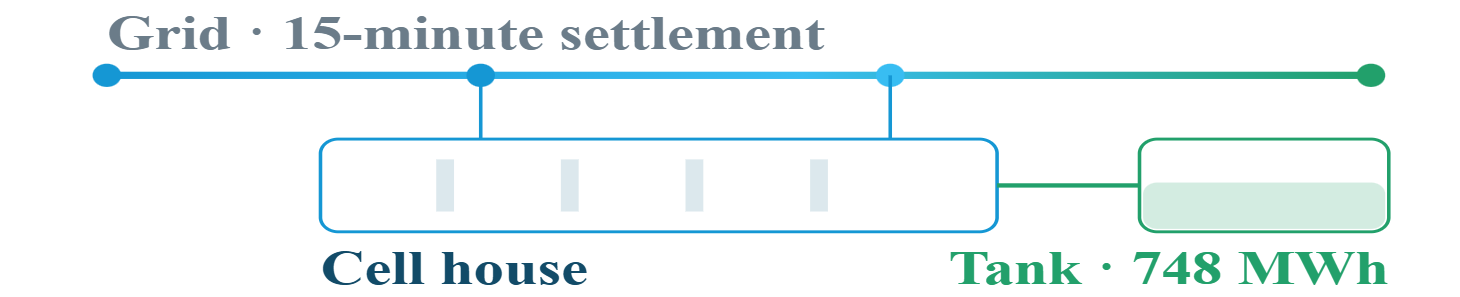 Grid · 15-minute settlement
Cell house
Tank · 748 MWh